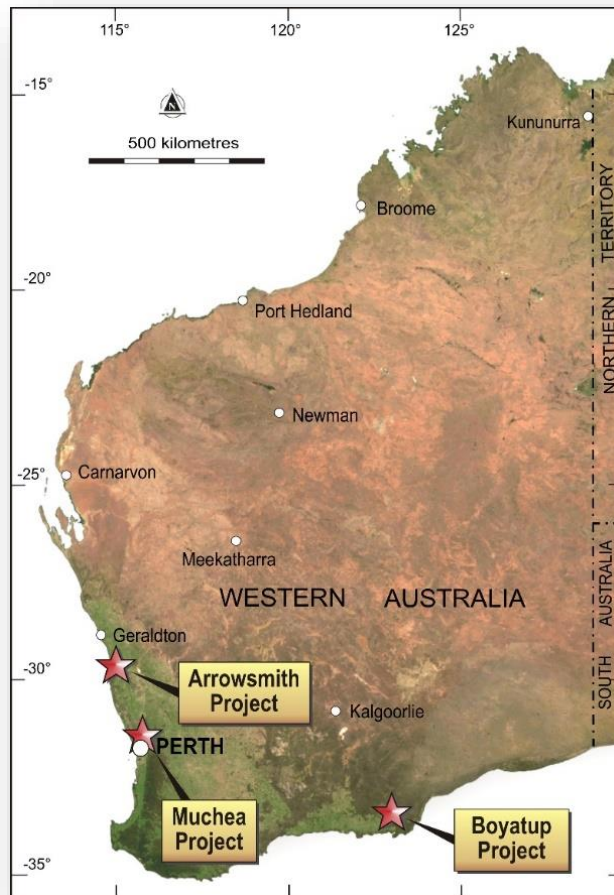 115°
120°
125°
-15°
N
500 kilometres
Kununurra
Broome
NORTHERN TERRITORY
-20°
Port Hedland
Newman
-25°
Carnarvon
Meekatharra
WESTERN AUSTRALIA
SOUTH AUSTRALIA
Geraldton
-30°
Arrowsmith
Project
Kalgoorlie
PERTH
Muchea
Project
Boyatup
Project
-35°